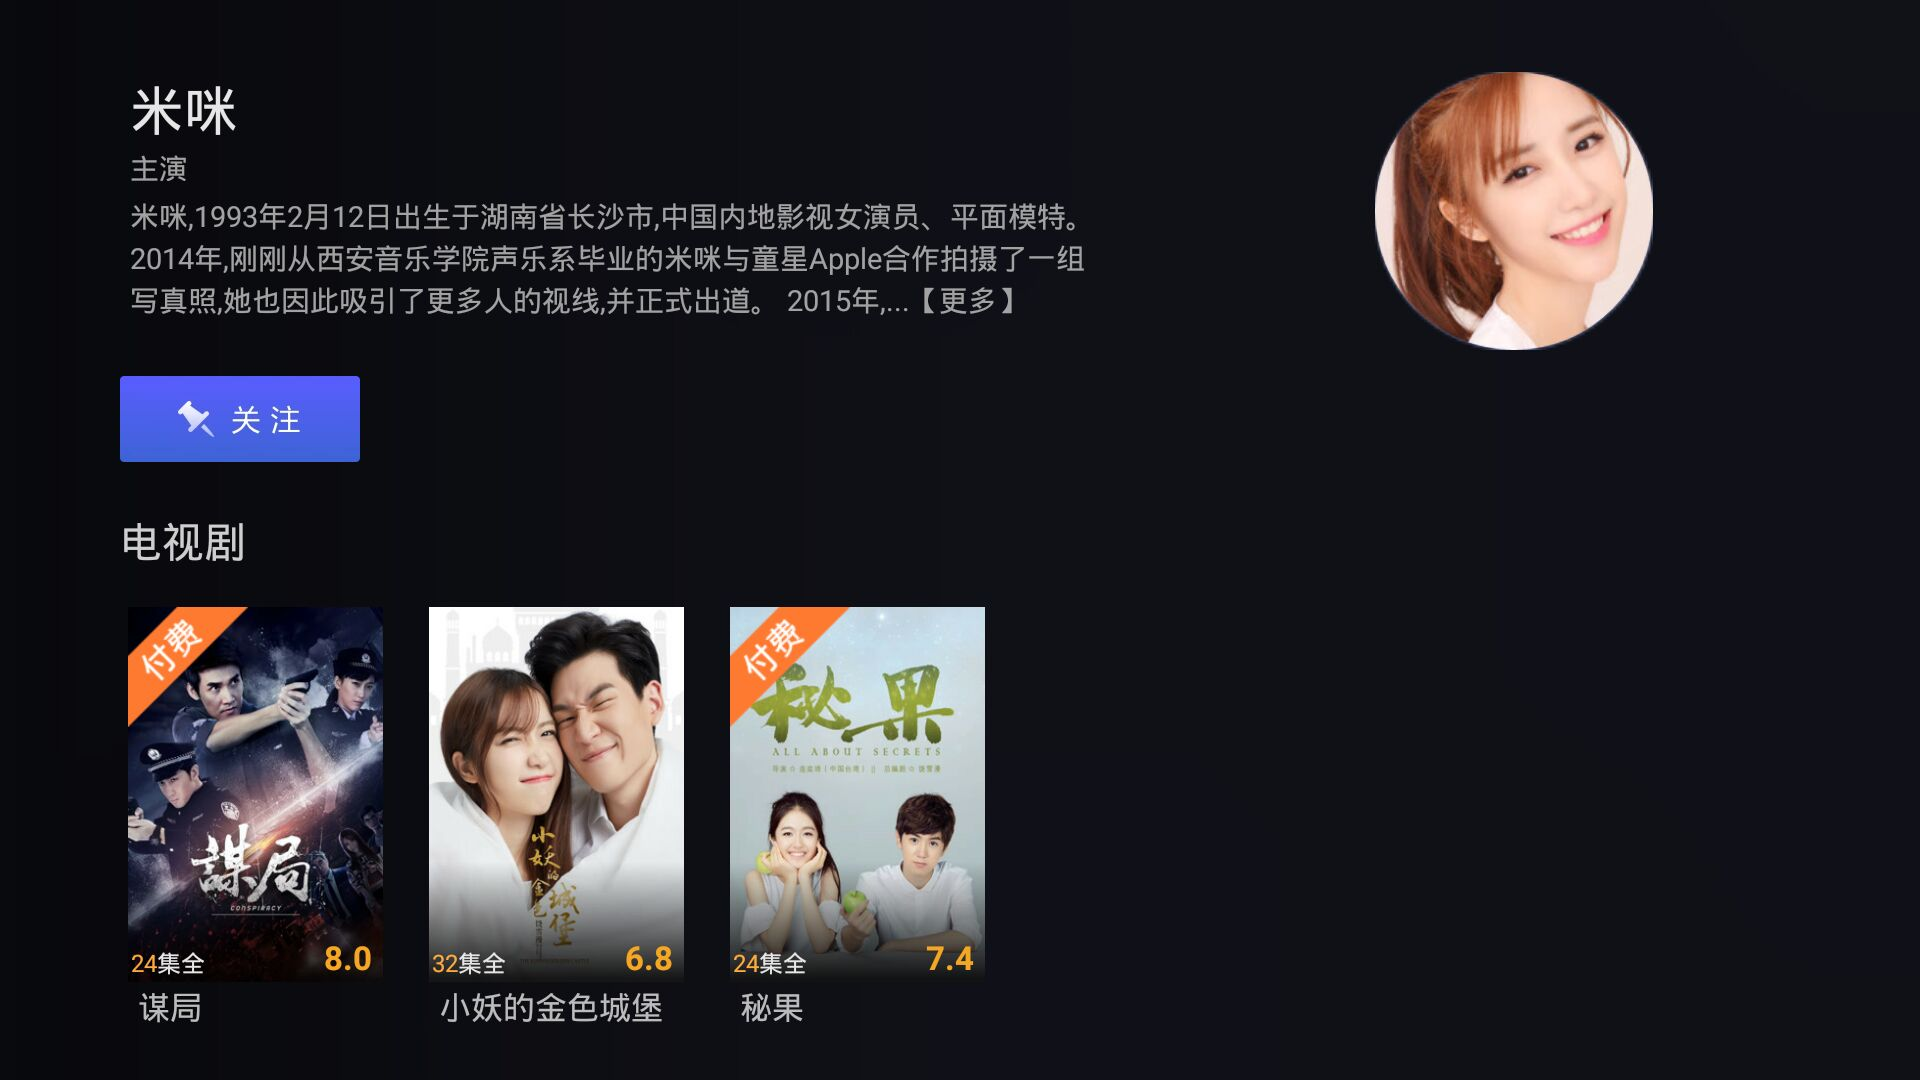 米咪
主演
米咪,1993年2月12日出生于湖南省长沙市,中国内地影视女演员、平面模特。
2014年,刚刚从西安音乐学院声乐系毕业的米咪与童星Apple合作拍摄了一组
写真照,她也因此吸引了更多人的视线,并正式出道。 2015年,...【更多】
关注
电视剧
付费
謀局
CONSPIRACY
24集全
8.0
谋局
小妖的金色城堡
32集全
6.8
小妖的金色城堡
付费
秘果
ALL ABOUT SECRETS
24集全
7.4
秘果